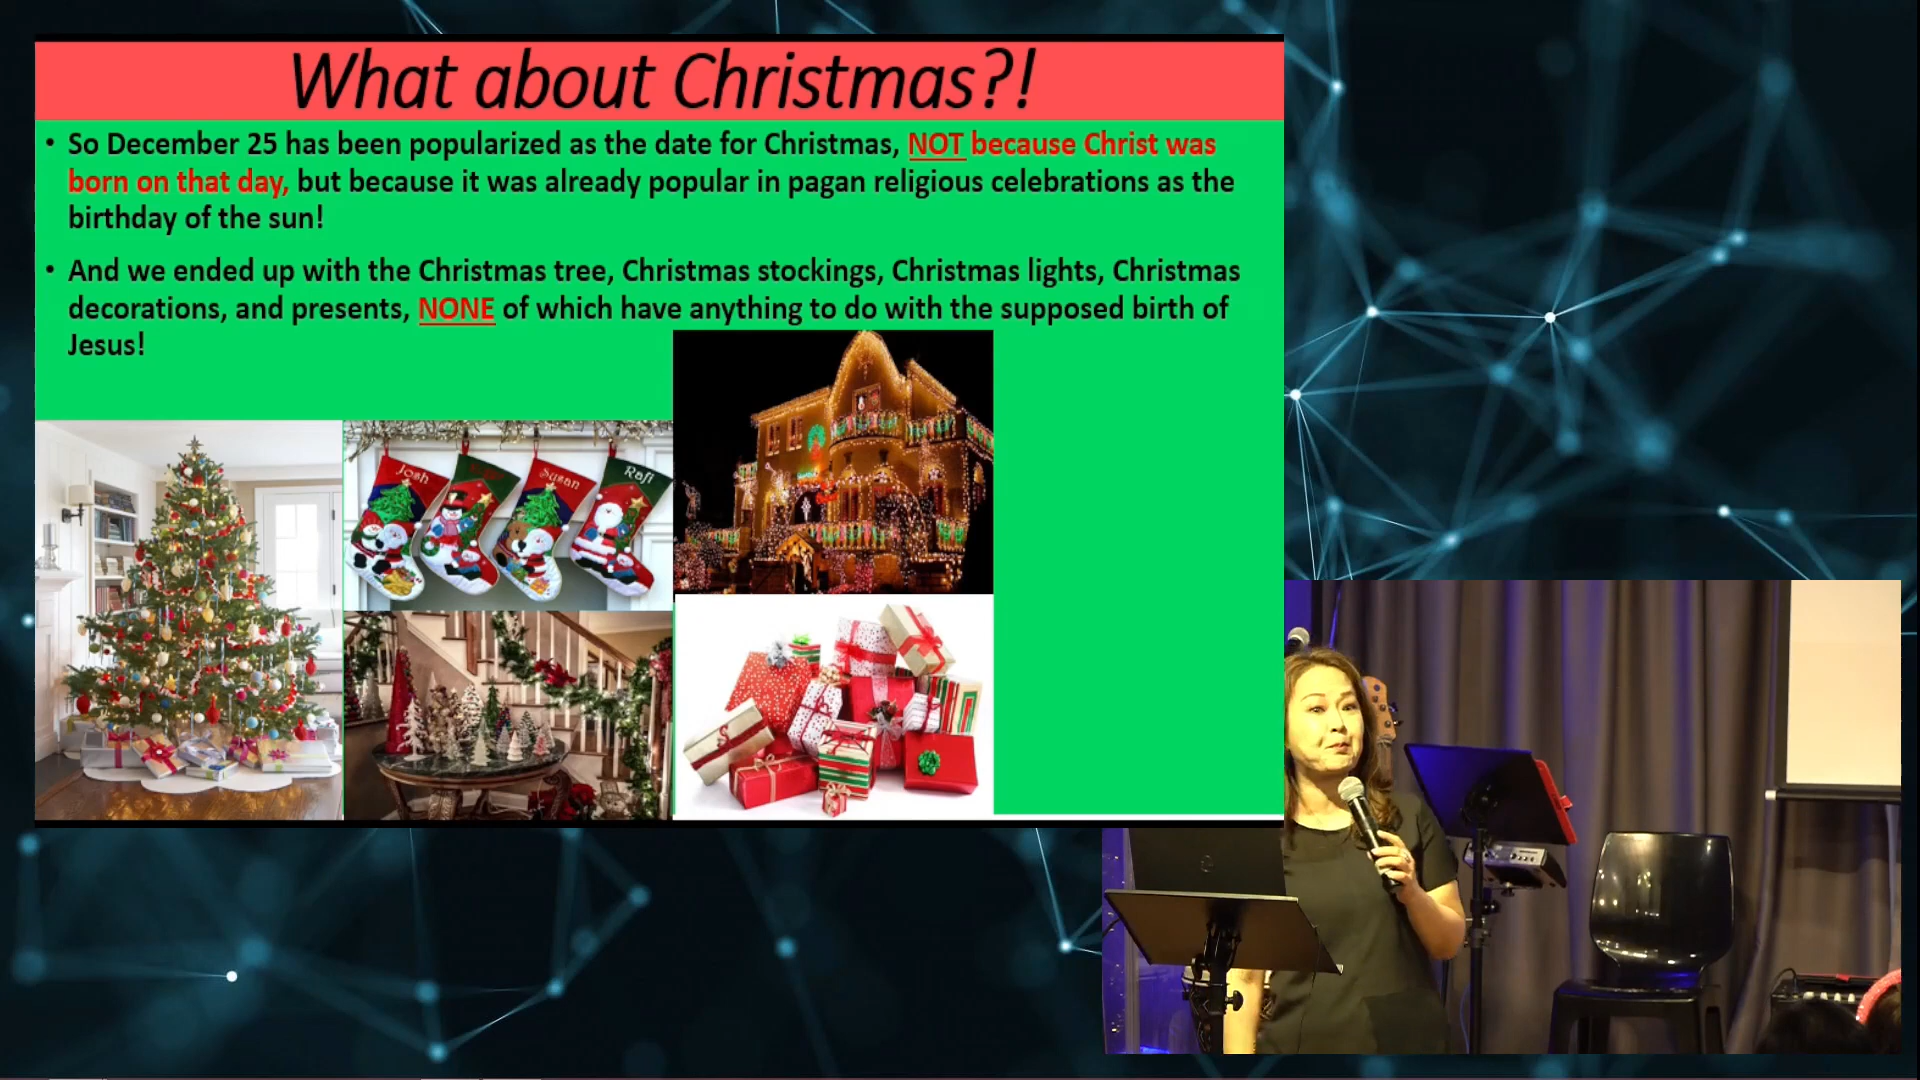 What about Christmas?!
• So December 25 has been popularized as the date for Christmas, NOT because Christ was
born on that day, but because it was already popular in pagan religious celebrations as the
birthday of the sun!
• And we ended up with the Christmas tree, Christmas stockings, Christmas lights, Christmas
decorations, and presents, NONE of which have anything to do with the supposed birth of
Jesus!
Josh
Susan
Rafi